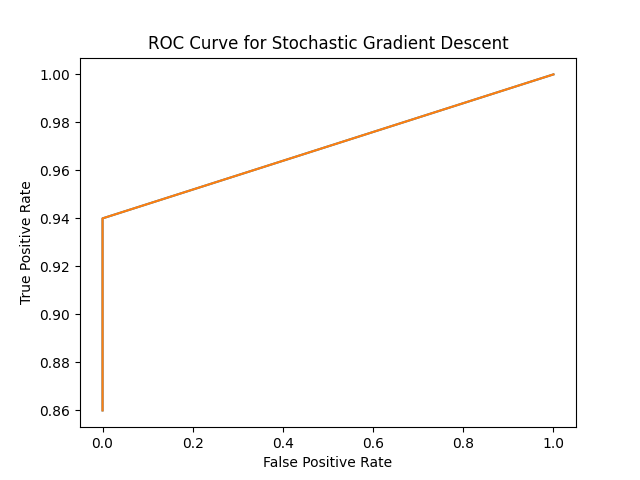 ROC Curve for Stochastic Gradient Descent
1.00
0.98
0.96
0.94
0.92
0.90
0.88
0.86
True Positive Rate
0.0 0.2 0.4 0.6 0.8 1.0
False Positive Rate